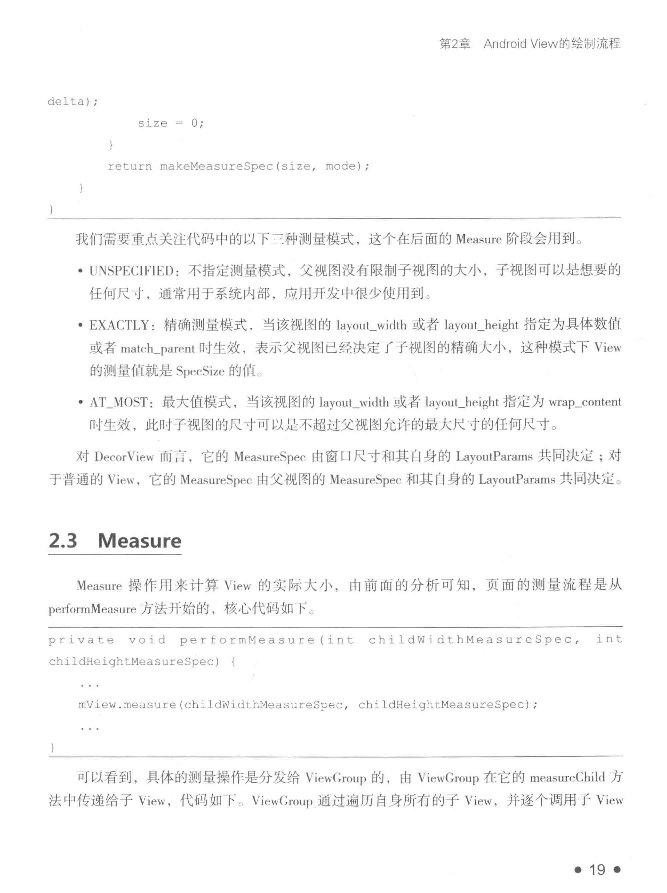 第2章 Android View的绘制流程
delta);
size = 0;
}
return makeMeasureSpec(size, mode);
}
}
我们需要重点关注代码中的以下三种测量模式，这个在后面的 Measure 阶段会用到。
• UNSPECIFIED：不指定测量模式，父视图没有限制子视图的大小，子视图可以是想要的
任何尺寸，通常用于系统内部，应用开发中很少使用到。
• EXACTLY：精确测量模式，当该视图的 layout_width 或者 layout_height 指定为具体数值
或者 match_parent 时生效，表示父视图已经决定了子视图的精确大小，这种模式下 View
的测量值就是 SpecSize 的值。
• AT_MOST：最大值模式，当该视图的 layout_width 或者 layout_height 指定为 wrap_content
时生效，此时子视图的尺寸可以是不超过父视图允许的最大尺寸的任何尺寸。
对 DecorView 而言，它的 MeasureSpec 由窗口尺寸和其自身的 LayoutParams 共同决定；对
于普通的 View，它的 MeasureSpec 由父视图的 MeasureSpec 和其自身的 LayoutParams 共同决定。
2.3 Measure
Measure 操作用来计算 View 的实际大小，由前面的分析可知，页面的测量流程是从
performMeasure 方法开始的，核心代码如下。
private void performMeasure(int childWidthMeasureSpec, int
childHeightMeasureSpec) {
...
mView.measure(childWidthMeasureSpec, childHeightMeasureSpec);
...
}
可以看到，具体的测量操作是分发给 ViewGroup 的，由 ViewGroup 在它的 measureChild 方
法中传递给子 View，代码如下。ViewGroup 通过遍历自身所有的子 View，并逐个调用子 View
• 19 •